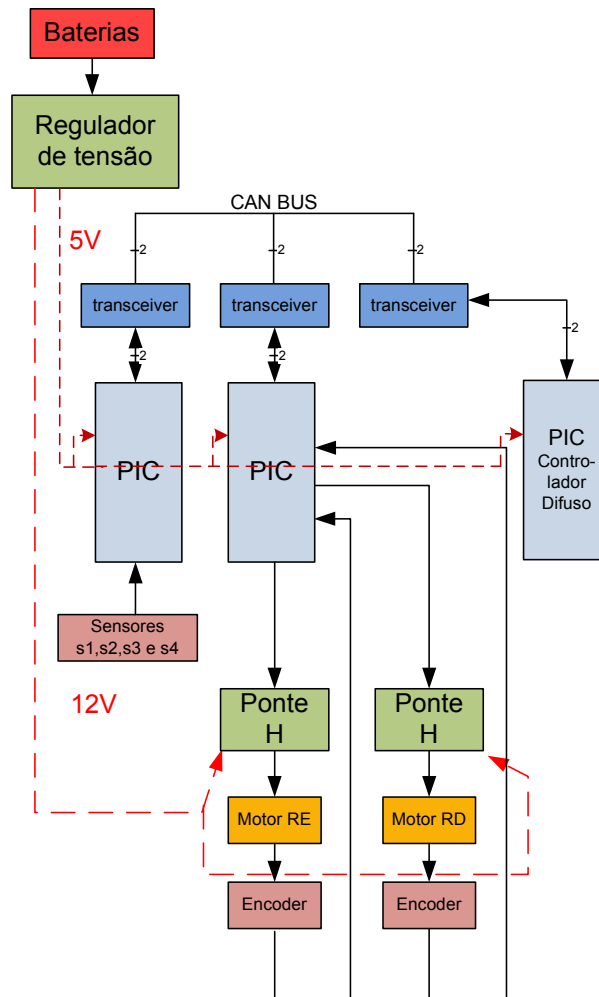 Baterias
Regulador
de tensão
CAN BUS
5V
2
2
2
transceiver
transceiver
transceiver
2
2
2
PIC
PIC
PIC
Contro-
lador
Difuso
Sensores
s1,s2,s3 e s4
12V
Ponte
H
Ponte
H
Motor RE
Motor RD
Encoder
Encoder